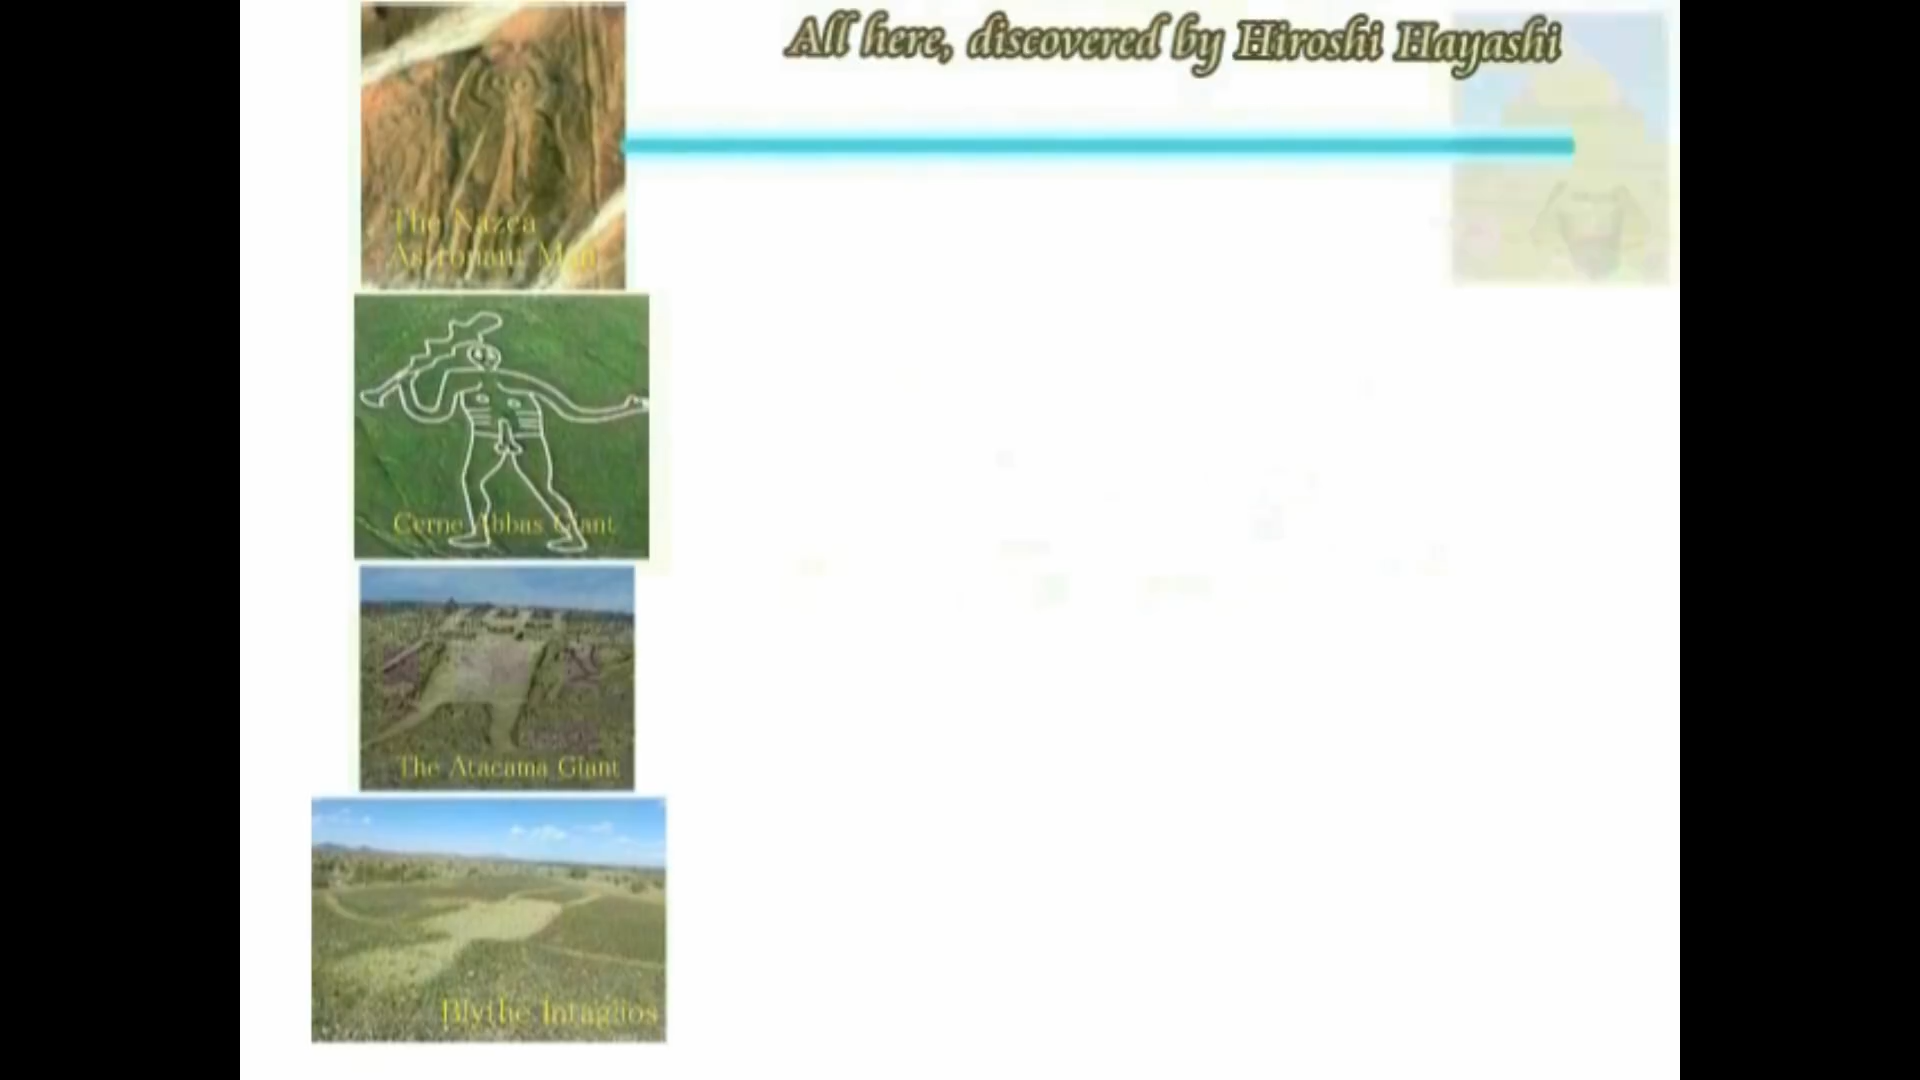 All here, discovered by Hiroshi Hayashi
The Nazca
Astronaut Man
Cerne Abbas Giant
The Atacama Giant
Blythe Intaglios